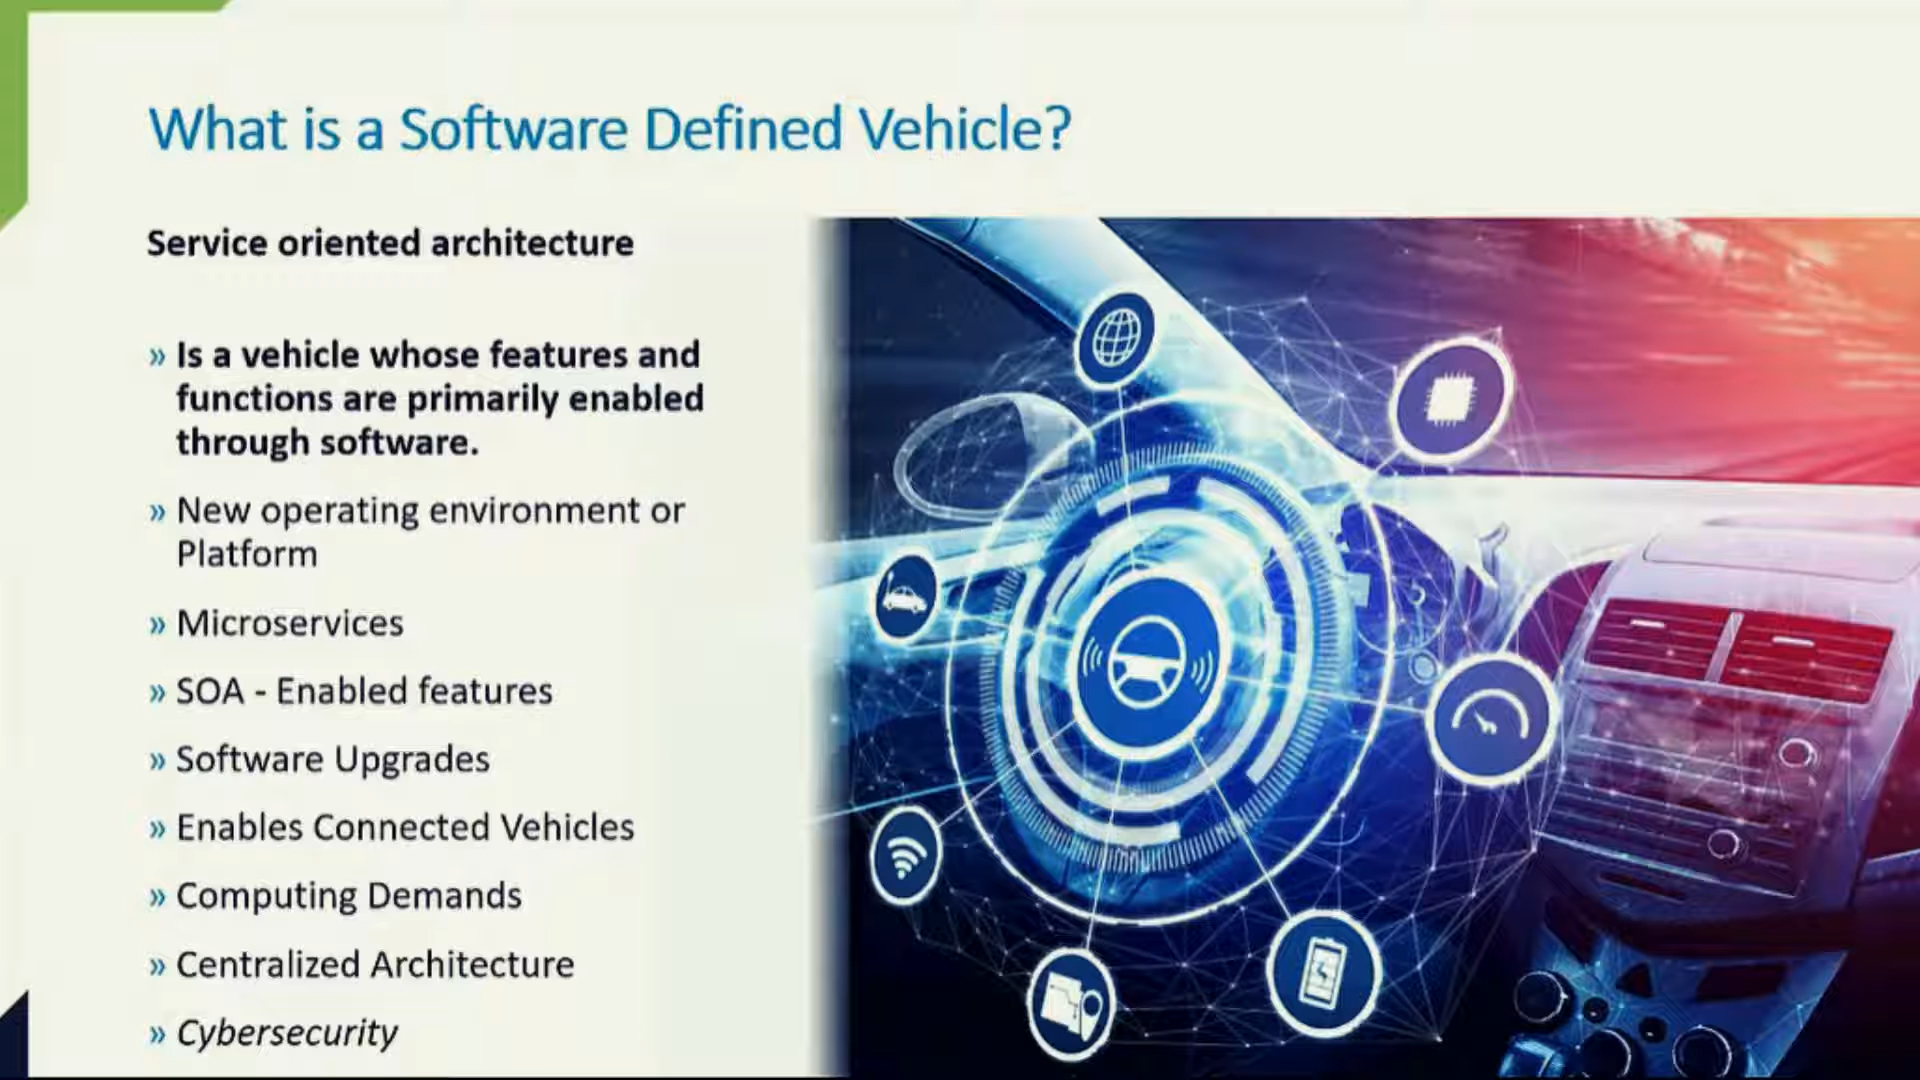 What is a Software Defined Vehicle?
Service oriented architecture
» Is a vehicle whose features and
functions are primarily enabled
through software.
» New operating environment or
Platform
» Microservices
» SOA - Enabled features
» Software Upgrades
» Enables Connected Vehicles
» Computing Demands
» Centralized Architecture
» Cybersecurity